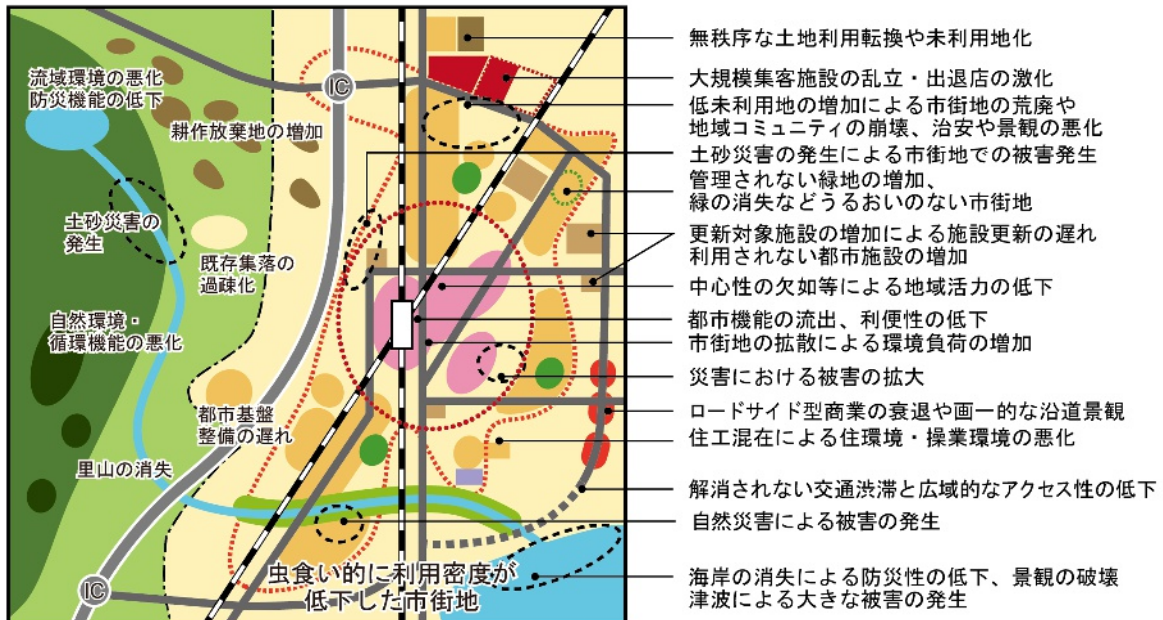 流域環境の悪化
防災機能の低下
耕作放棄地の増加
IC
土砂災害の
発生
既存集落の
過疎化
自然環境・
循環機能の悪化
都市基盤
整備の遅れ
里山の消失
IC
虫食い的に利用密度が
低下した市街地
無秩序な土地利用転換や未利用地化
大規模集客施設の乱立・出退店の激化
低未利用地の増加による市街地の荒廃や
地域コミュニティの崩壊、治安や景観の悪化
土砂災害の発生による市街地での被害発生
管理されない緑地の増加、
緑の消失などうるおいのない市街地
更新対象施設の増加による施設更新の遅れ
利用されない都市施設の増加
中心性の欠如等による地域活力の低下
都市機能の流出、利便性の低下
市街地の拡散による環境負荷の増加
災害における被害の拡大
ロードサイド型商業の衰退や画一的な沿道景観
住工混在による住環境・操業環境の悪化
解消されない交通渋滞と広域的なアクセス性の低下
自然災害による被害の発生
海岸の消失による防災性の低下、景観の破壊
津波による大きな被害の発生